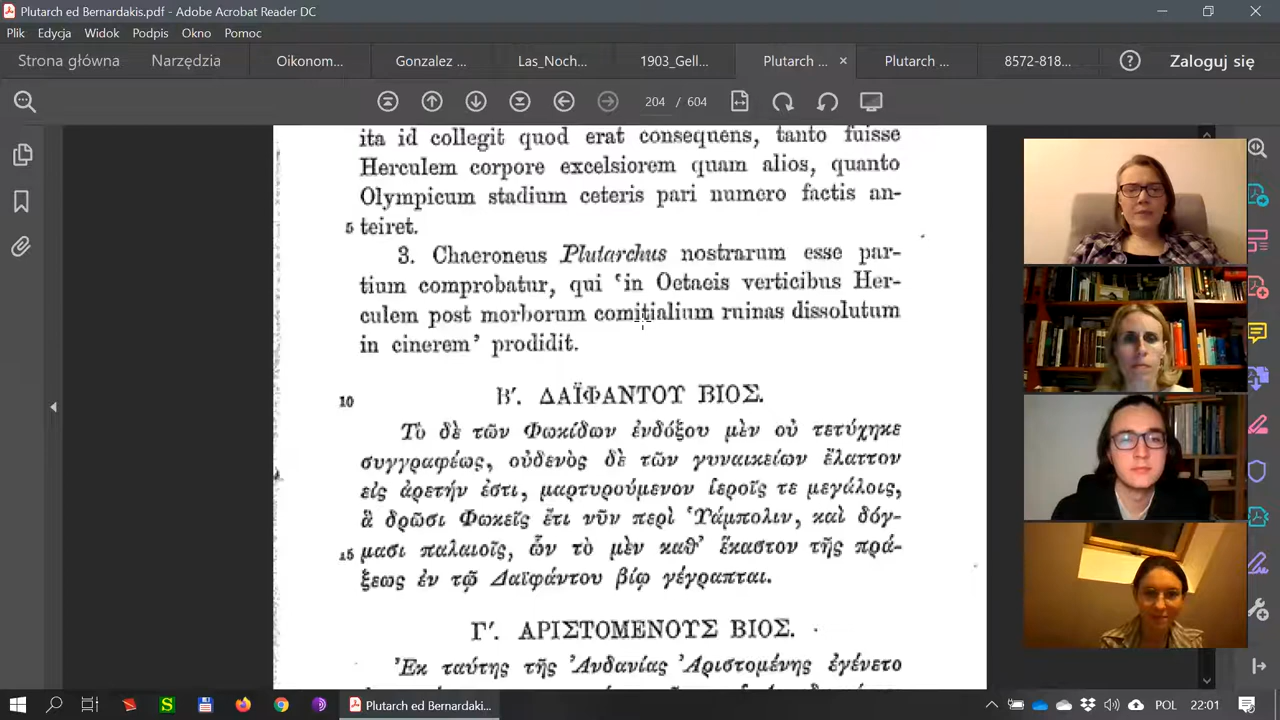 Plutarch ed Bernardakis.pdf - Adobe Acrobat Reader DC
Plik Edycja Widok Podpis Okno Pomoc
Strona główna Narzędzia Oikonom... Gonzalez ... Las_Noch... 1903_Gell... Plutarch ... Plutarch ... 8572-818... Zaloguj się
204 / 604
ita id collegit quod erat consequens, tanto fuisse
Herculem corpore excelsiorem quam alios, quanto
Olympicum stadium ceteris pari numero factis an-
5 teiret.
3. Chaeroneus Plutarchus nostrarum esse par-
tium comprobatur, qui 'in Oetaeis verticibus Her-
culem post morborum comitialium ruinas dissolutum
in cinerem' prodidit.
10 Β′. ΔΑΪΦΑΝΤΟΥ ΒΙΟΣ.
Τὸ δὲ τῶν Φωκίδων ἐνδόξου μὲν οὐ τετύχηκε
συγγραφέως, οὐδενὸς δὲ τῶν γυναικείων ἔλαττον
εἰς ἀρετήν ἐστι, μαρτυρούμενον ἱεροῖς τε μεγάλοις,
ἃ δρῶσι Φωκεῖς ἔτι νῦν περὶ Ὑάμπολιν, καὶ δόγ-
15 μασι παλαιοῖς, ὧν τὸ μὲν καθ' ἕκαστον τῆς πρά-
ξεως ἐν τῷ Δαϊφάντου βίῳ γέγραπται.
Γ′. ΑΡΙΣΤΟΜΕΝΟΥΣ ΒΙΟΣ.
Ἐκ ταύτης τῆς Ἀνδανίας Ἀριστομένης ἐγένετο
Plutarch ed Bernardaki... POL 22:01